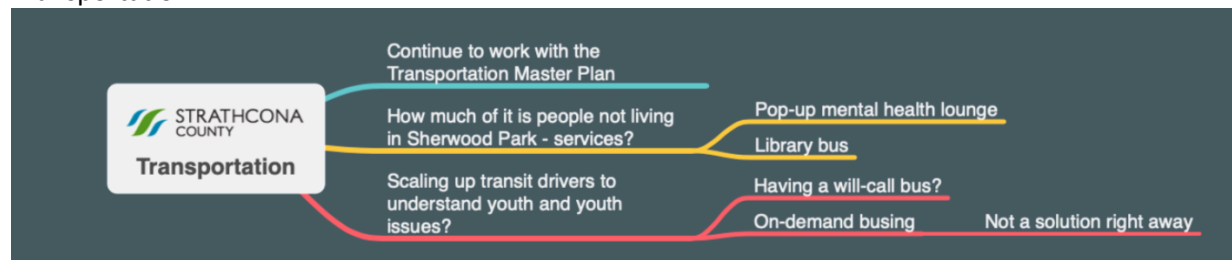 STRATHCONA
COUNTY
Transportation
Continue to work with the
Transportation Master Plan
How much of it is people not living
in Sherwood Park - services?
Pop-up mental health lounge
Library bus
Scaling up transit drivers to
understand youth and youth
issues?
Having a will-call bus?
On-demand busing
Not a solution right away